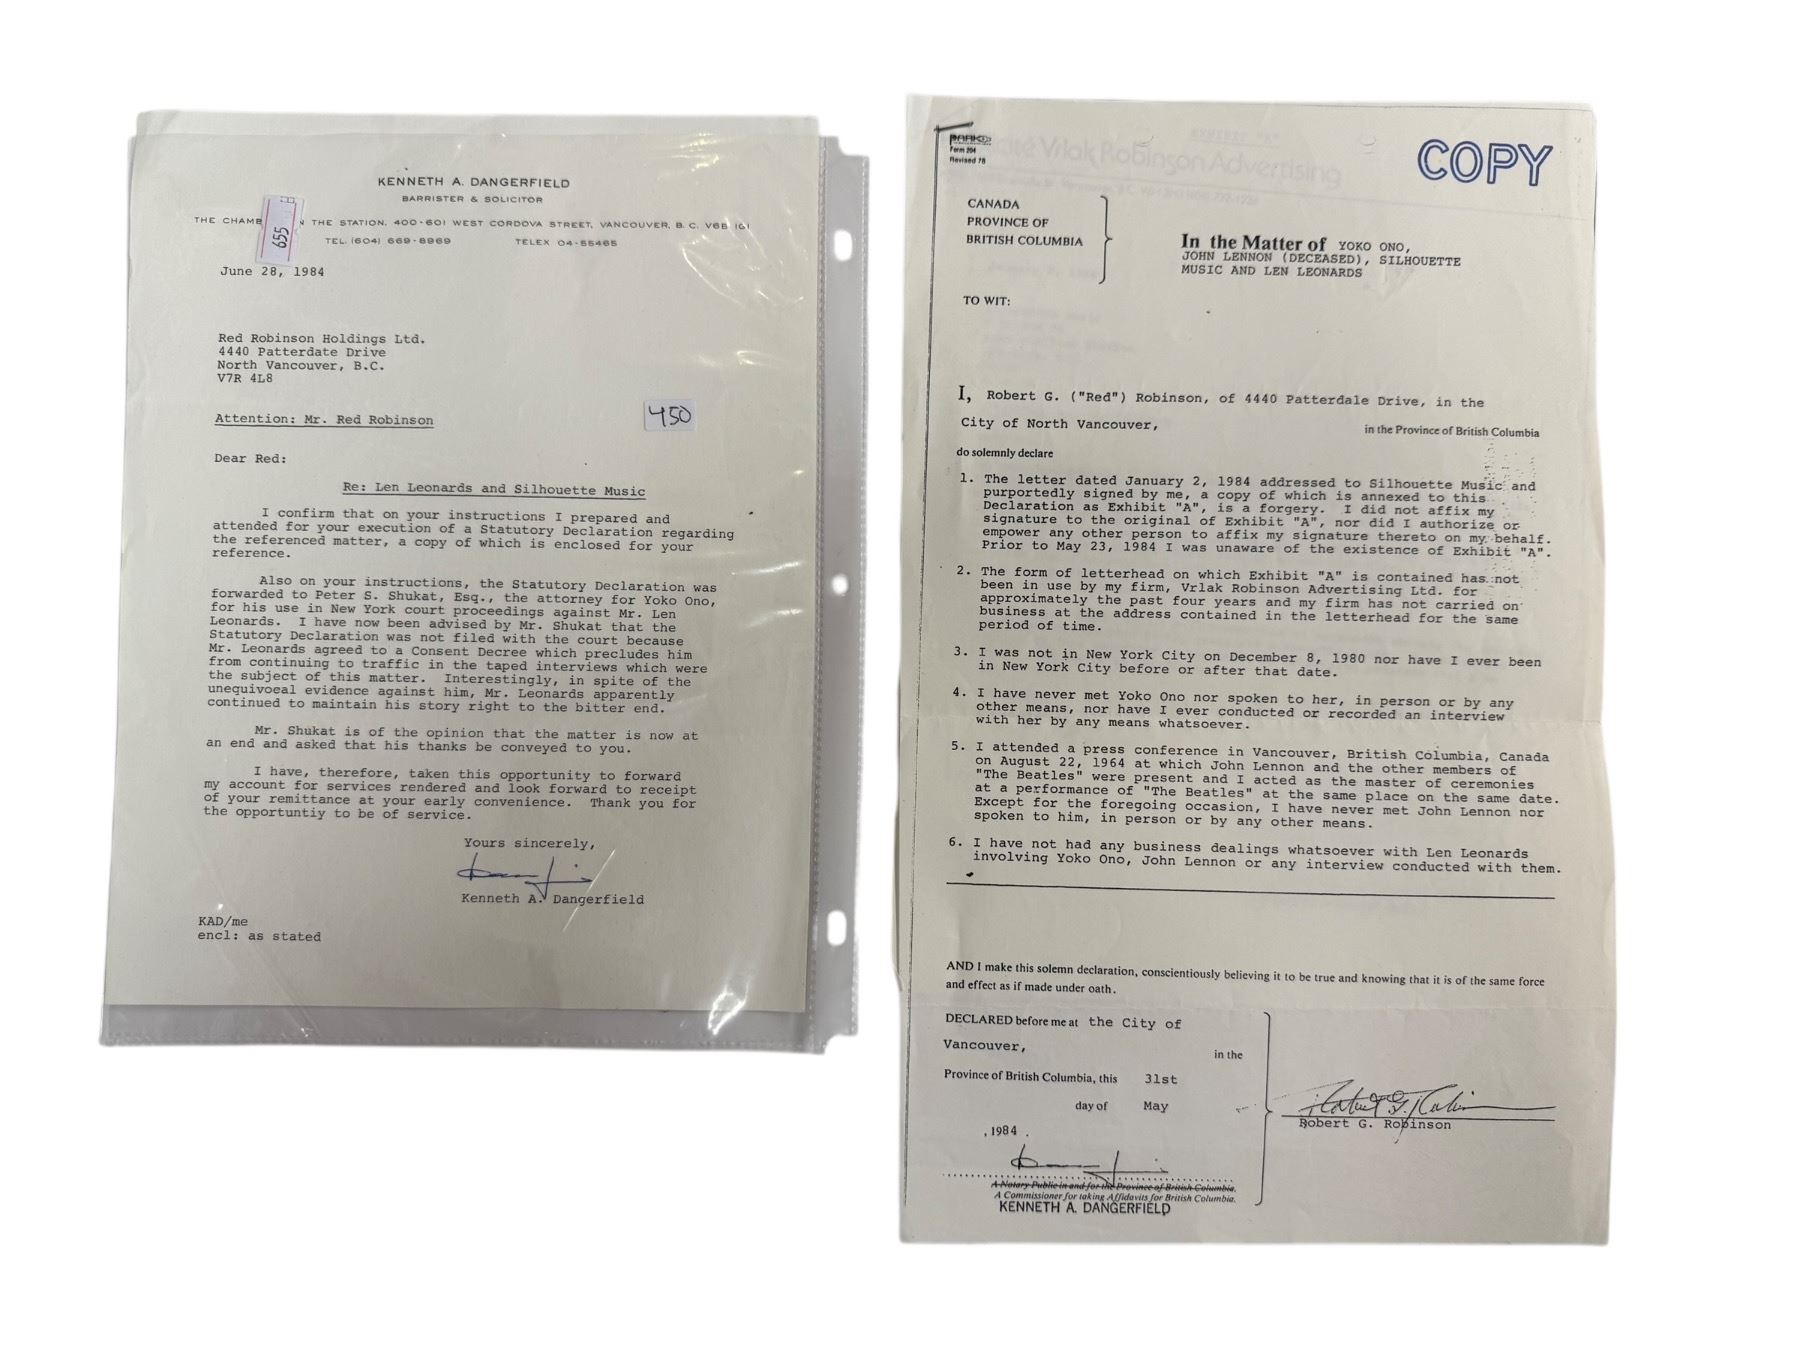 KENNETH A. DANGERFIELD
BARRISTER & SOLICITOR
THE CHAMB N THE STATION, 400-601 WEST CORDOVA STREET, VANCOUVER, B. C. V6B 1G1
TEL. (604) 669-8969 TELEX 04-55465
655
June 28, 1984
Red Robinson Holdings Ltd.
4440 Patterdate Drive
North Vancouver, B.C.
V7R 4L8
450
Attention: Mr. Red Robinson
Dear Red:
Re: Len Leonards and Silhouette Music
I confirm that on your instructions I prepared and
attended for your execution of a Statutory Declaration regarding
the referenced matter, a copy of which is enclosed for your
reference.
Also on your instructions, the Statutory Declaration was
forwarded to Peter S. Shukat, Esq., the attorney for Yoko Ono,
for his use in New York court proceedings against Mr. Len
Leonards. I have now been advised by Mr. Shukat that the
Statutory Declaration was not filed with the court because
Mr. Leonards agreed to a Consent Decree which precludes him
from continuing to traffic in the taped interviews which were
the subject of this matter. Interestingly, in spite of the
unequivocal evidence against him, Mr. Leonards apparently
continued to maintain his story right to the bitter end.
Mr. Shukat is of the opinion that the matter is now at
an end and asked that his thanks be conveyed to you.
I have, therefore, taken this opportunity to forward
my account for services rendered and look forward to receipt
of your remittance at your early convenience. Thank you for
the opportuntiy to be of service.
Yours sincerely,
Kenneth A. Dangerfield
KAD/me
encl: as stated
Form 204
Revised 78
COPY
Vrlak Robinson Advertising
CANADA
PROVINCE OF
BRITISH COLUMBIA
In the Matter of YOKO ONO,
JOHN LENNON (DECEASED), SILHOUETTE
MUSIC AND LEN LEONARDS
TO WIT:
I, Robert G. ("Red") Robinson, of 4440 Patterdale Drive, in the
City of North Vancouver, in the Province of British Columbia
do solemnly declare
1. The letter dated January 2, 1984 addressed to Silhouette Music and
purportedly signed by me, a copy of which is annexed to this
Declaration as Exhibit "A", is a forgery. I did not affix my
signature to the original of Exhibit "A", nor did I authorize or
empower any other person to affix my signature thereto on my behalf.
Prior to May 23, 1984 I was unaware of the existence of Exhibit "A".
2. The form of letterhead on which Exhibit "A" is contained has not
been in use by my firm, Vrlak Robinson Advertising Ltd. for
approximately the past four years and my firm has not carried on
business at the address contained in the letterhead for the same
period of time.
3. I was not in New York City on December 8, 1980 nor have I ever been
in New York City before or after that date.
4. I have never met Yoko Ono nor spoken to her, in person or by any
other means, nor have I ever conducted or recorded an interview
with her by any means whatsoever.
5. I attended a press conference in Vancouver, British Columbia, Canada
on August 22, 1964 at which John Lennon and the other members of
"The Beatles" were present and I acted as the master of ceremonies
at a performance of "The Beatles" at the same place on the same date.
Except for the foregoing occasion, I have never met John Lennon nor
spoken to him, in person or by any other means.
6. I have not had any business dealings whatsoever with Len Leonards
involving Yoko Ono, John Lennon or any interview conducted with them.
AND I make this solemn declaration, conscientiously believing it to be true and knowing that it is of the same force
and effect as if made under oath.
DECLARED before me at the City of
Vancouver, in the
Province of British Columbia, this 31st
day of May
, 1984 .
Robert G. Robinson
A Notary Public in and for the Province of British Columbia.
A Commissioner for taking Affidavits for British Columbia.
KENNETH A. DANGERFIELD